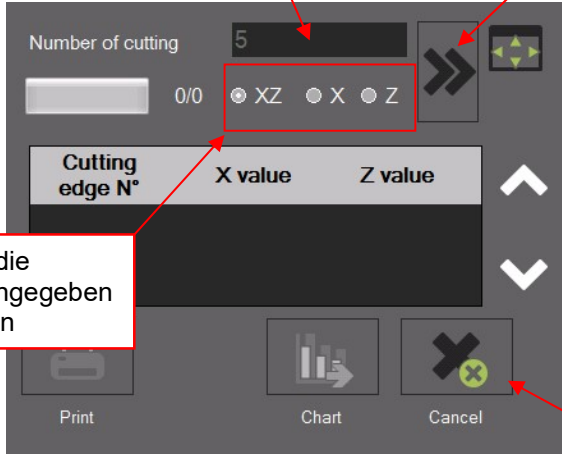 Number of cutting
5
0/0 XZ X Z
Cutting
edge N°
X value
Z value
die
ngegeben
n
Print
Chart
Cancel